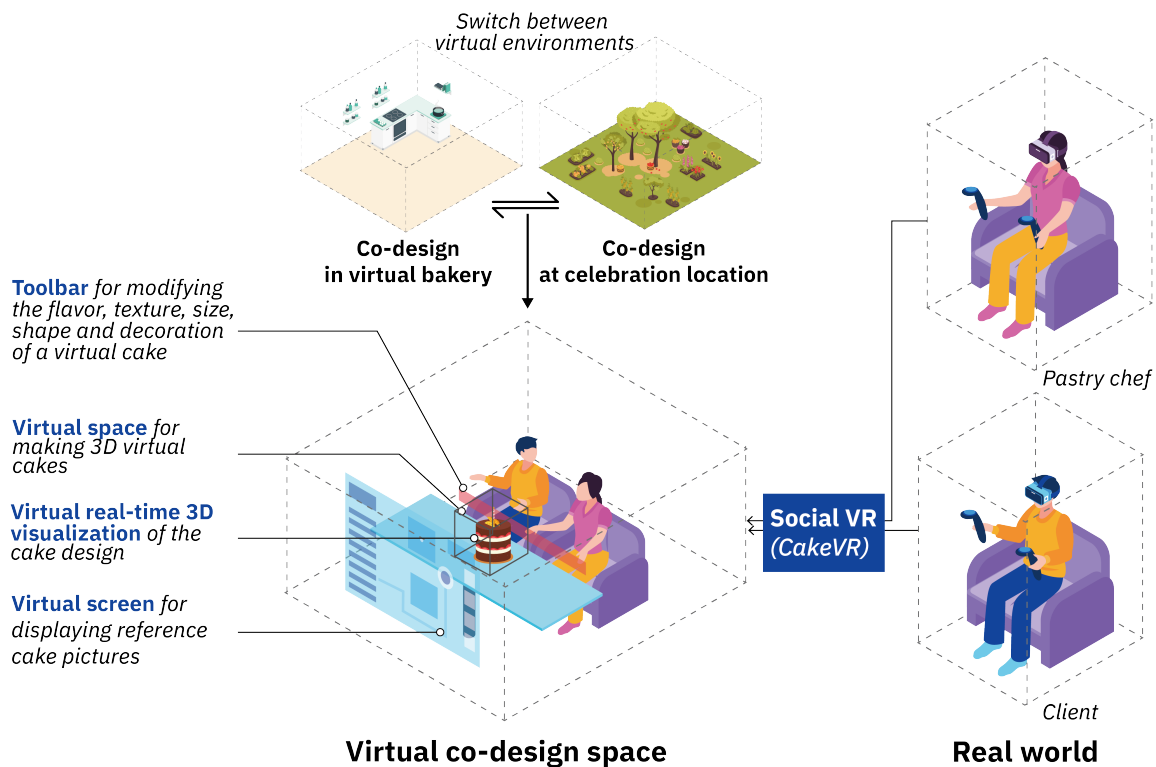 Switch between
virtual environments
Co-design
in virtual bakery
Co-design
at celebration location
Toolbar for modifying
the flavor, texture, size,
shape and decoration
of a virtual cake
Virtual space for
making 3D virtual
cakes
Virtual real-time 3D
visualization of the
cake design
Virtual screen for
displaying reference
cake pictures
Social VR
(CakeVR)
Pastry chef
Client
Virtual co-design space
Real world